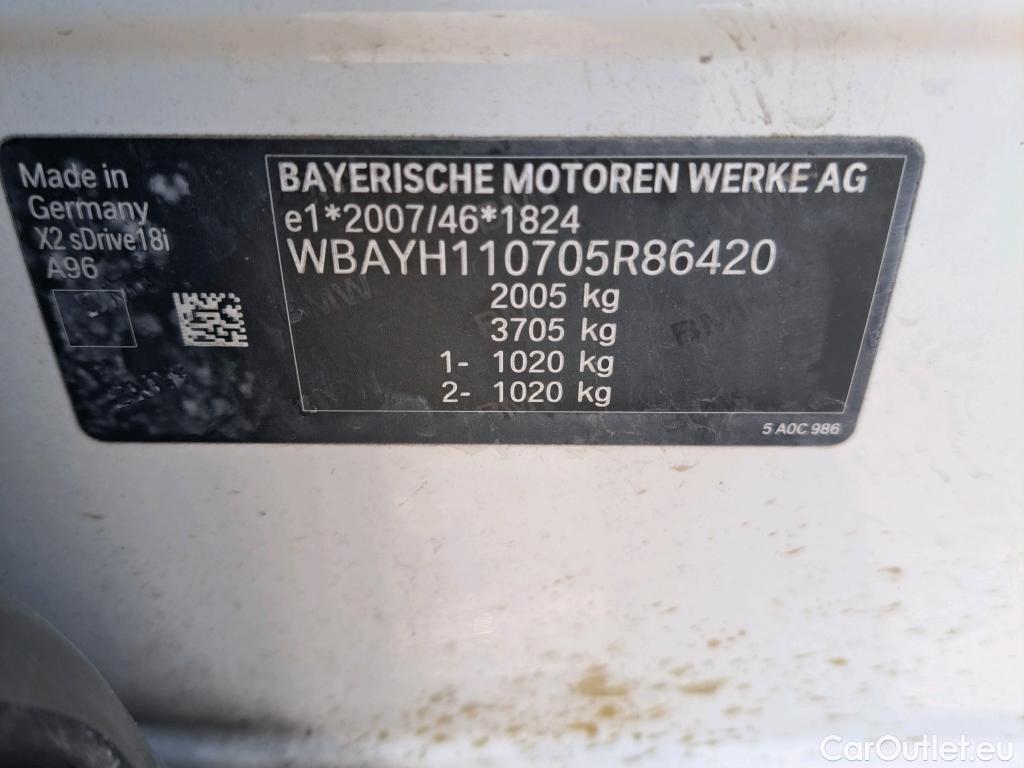 Made in
Germany
X2 sDrive18i
A96
BAYERISCHE MOTOREN WERKE AG
e1*2007/46*1824
WBAYH110705R86420
2005 kg
3705 kg
1- 1020 kg
2- 1020 kg
5 A0C 986
CarOutlet.eu